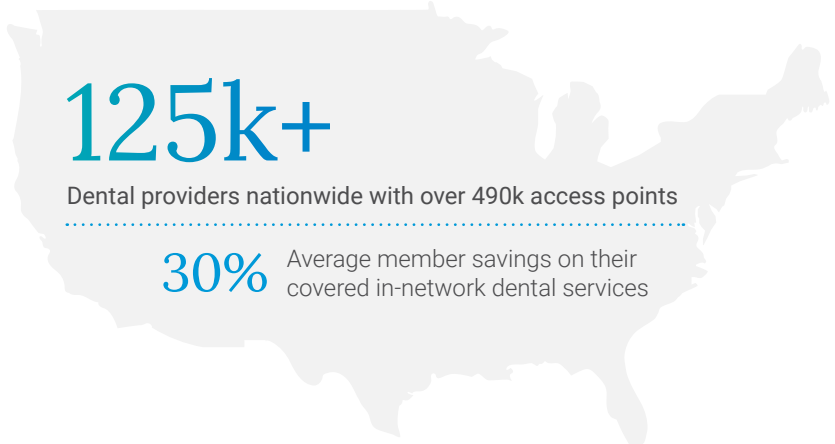 125k+
Dental providers nationwide with over 490k access points
30%
Average member savings on their
covered in-network dental services